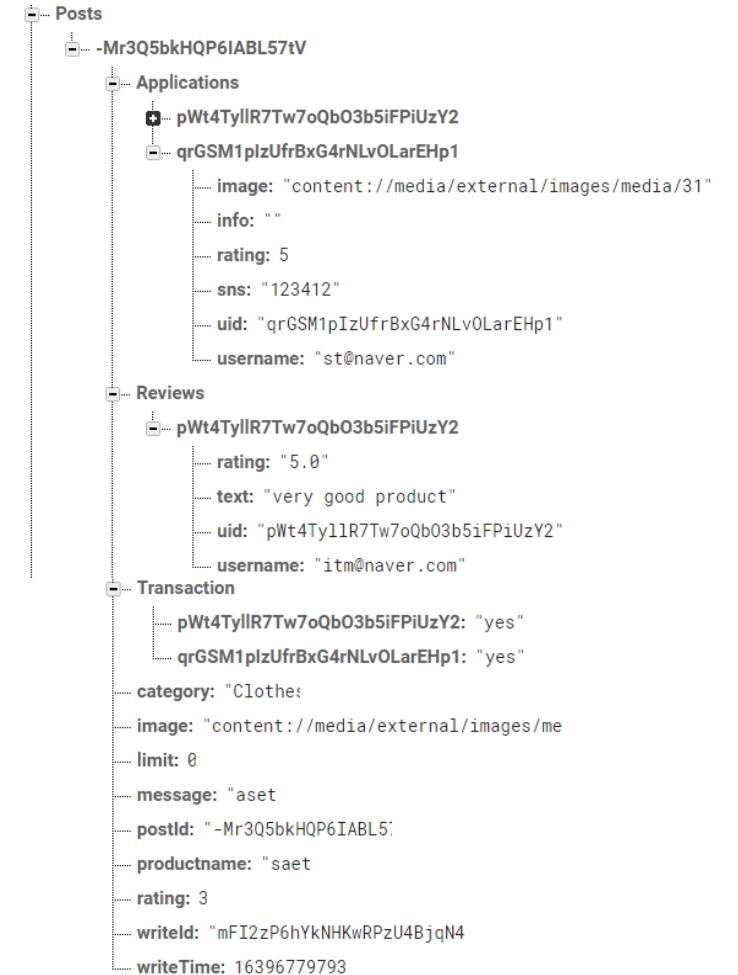 Posts
-Mr3Q5bkHQP6IABL57tV
Applications
pWt4TyllR7Tw7oQbO3b5iFPiUzY2
qrGSM1pIzUfrBxG4rNLvOLarEHp1
image: "content://media/external/images/media/31"
info: ""
rating: 5
sns: "123412"
uid: "qrGSM1pIzUfrBxG4rNLvOLarEHp1"
username: "st@naver.com"
Reviews
pWt4TyllR7Tw7oQbO3b5iFPiUzY2
rating: "5.0"
text: "very good product"
uid: "pWt4TyllR7Tw7oQbO3b5iFPiUzY2"
username: "itm@naver.com"
Transaction
pWt4TyllR7Tw7oQbO3b5iFPiUzY2: "yes"
qrGSM1pIzUfrBxG4rNLvOLarEHp1: "yes"
category: "Clothes
image: "content://media/external/images/me
limit: 0
message: "aset
postId: "-Mr3Q5bkHQP6IABL57
productname: "saet
rating: 3
writeId: "mFI2zP6hYkNHKwRPzU4BjqN4
writeTime: 16396779793